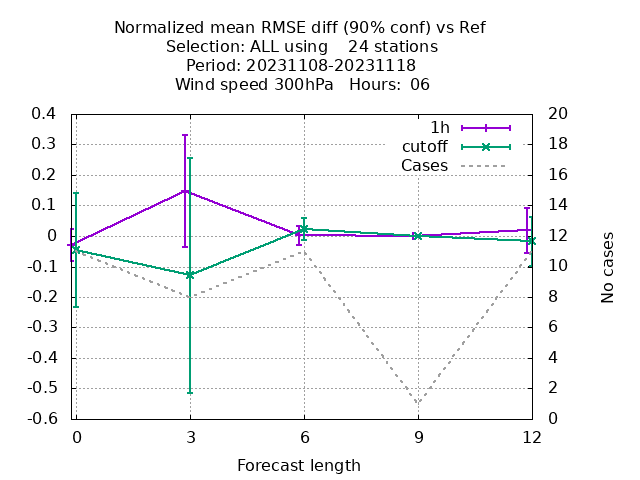 Normalized mean RMSE diff (90% conf) vs Ref
Selection: ALL using    24 stations
Period: 20231108-20231118
Wind speed 300hPa   Hours:  06
1h
cutoff
Cases
0.4
0.3
0.2
0.1
0
-0.1
-0.2
-0.3
-0.4
-0.5
-0.6
20
18
16
14
12
10
8
6
4
2
0
No cases
0 3 6 9 12
Forecast length